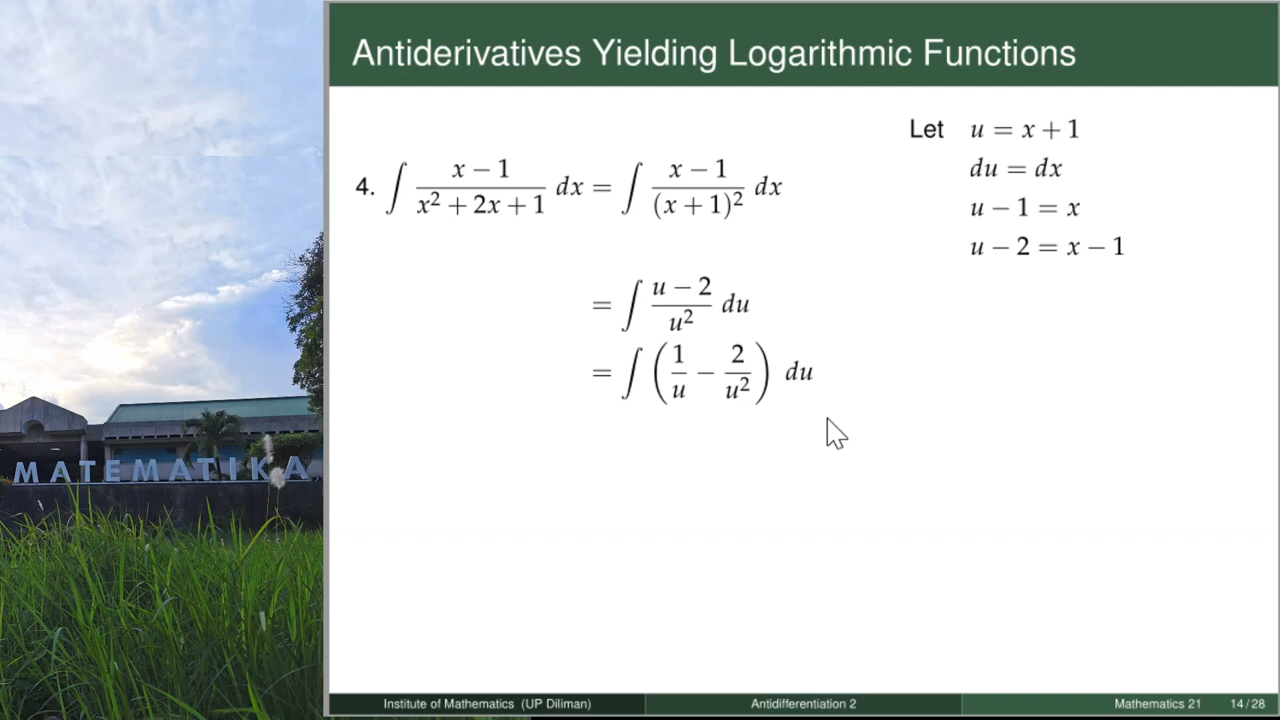 Antiderivatives Yielding Logarithmic Functions
4. ∫ (x − 1)/(x² + 2x + 1) dx = ∫ (x − 1)/(x + 1)² dx
= ∫ (u − 2)/u² du
= ∫ (1/u − 2/u²) du
Let u = x + 1
du = dx
u − 1 = x
u − 2 = x − 1
MATEMATIKA
Institute of Mathematics (UP Diliman)
Antidifferentiation 2
Mathematics 21 14 / 28